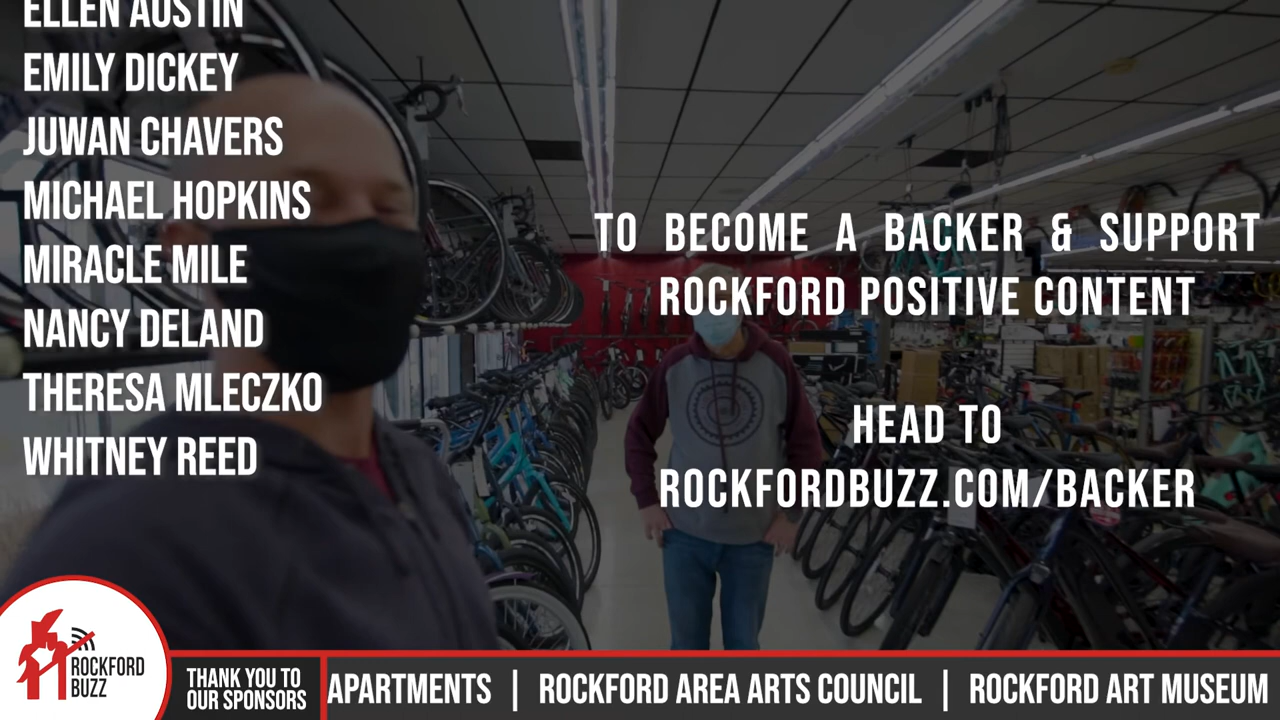 ELLEN AUSTIN
EMILY DICKEY
JUWAN CHAVERS
MICHAEL HOPKINS
MIRACLE MILE
NANCY DELAND
THERESA MLECZKO
WHITNEY REED
TO BECOME A BACKER & SUPPORT
ROCKFORD POSITIVE CONTENT
HEAD TO
ROCKFORDBUZZ.COM/BACKER
ROCKFORD
BUZZ
THANK YOU TO
OUR SPONSORS
APARTMENTS | ROCKFORD AREA ARTS COUNCIL | ROCKFORD ART MUSEUM